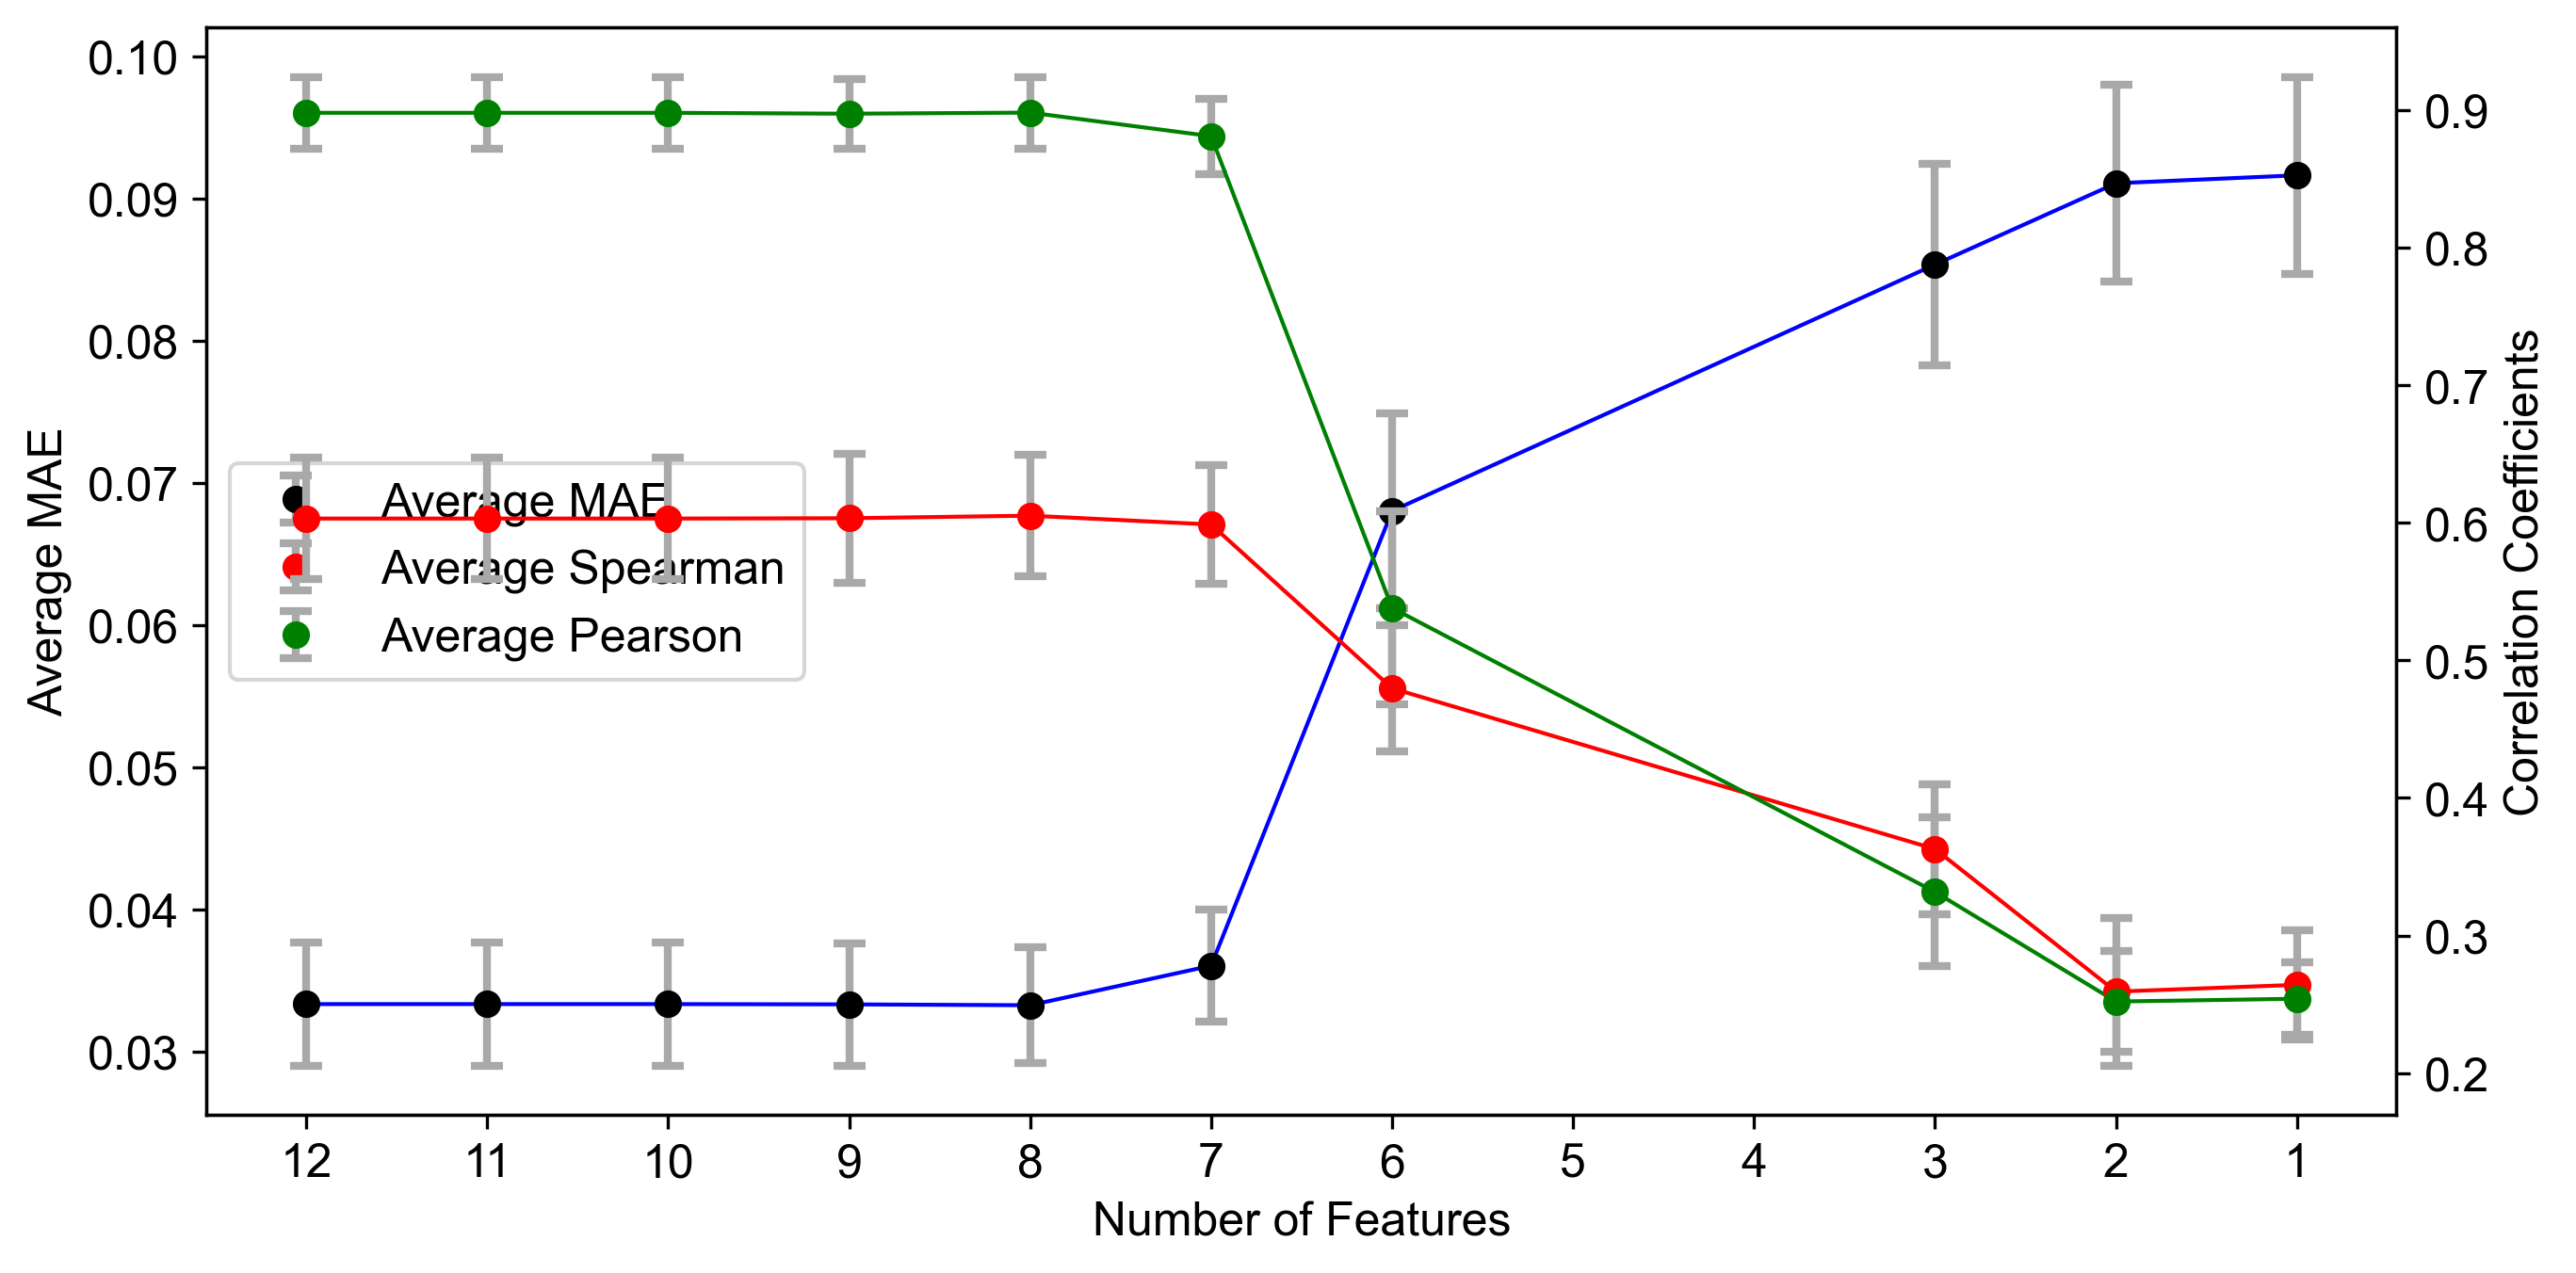 0.10
0.09
0.08
0.07
0.06
0.05
0.04
0.03
Average MAE
Average MAE
Average Spearman
Average Pearson
0.9
0.8
0.7
0.6
0.5
0.4
0.3
0.2
Correlation Coefficients
12 11 10 9 8 7 6 5 4 3 2 1
Number of Features